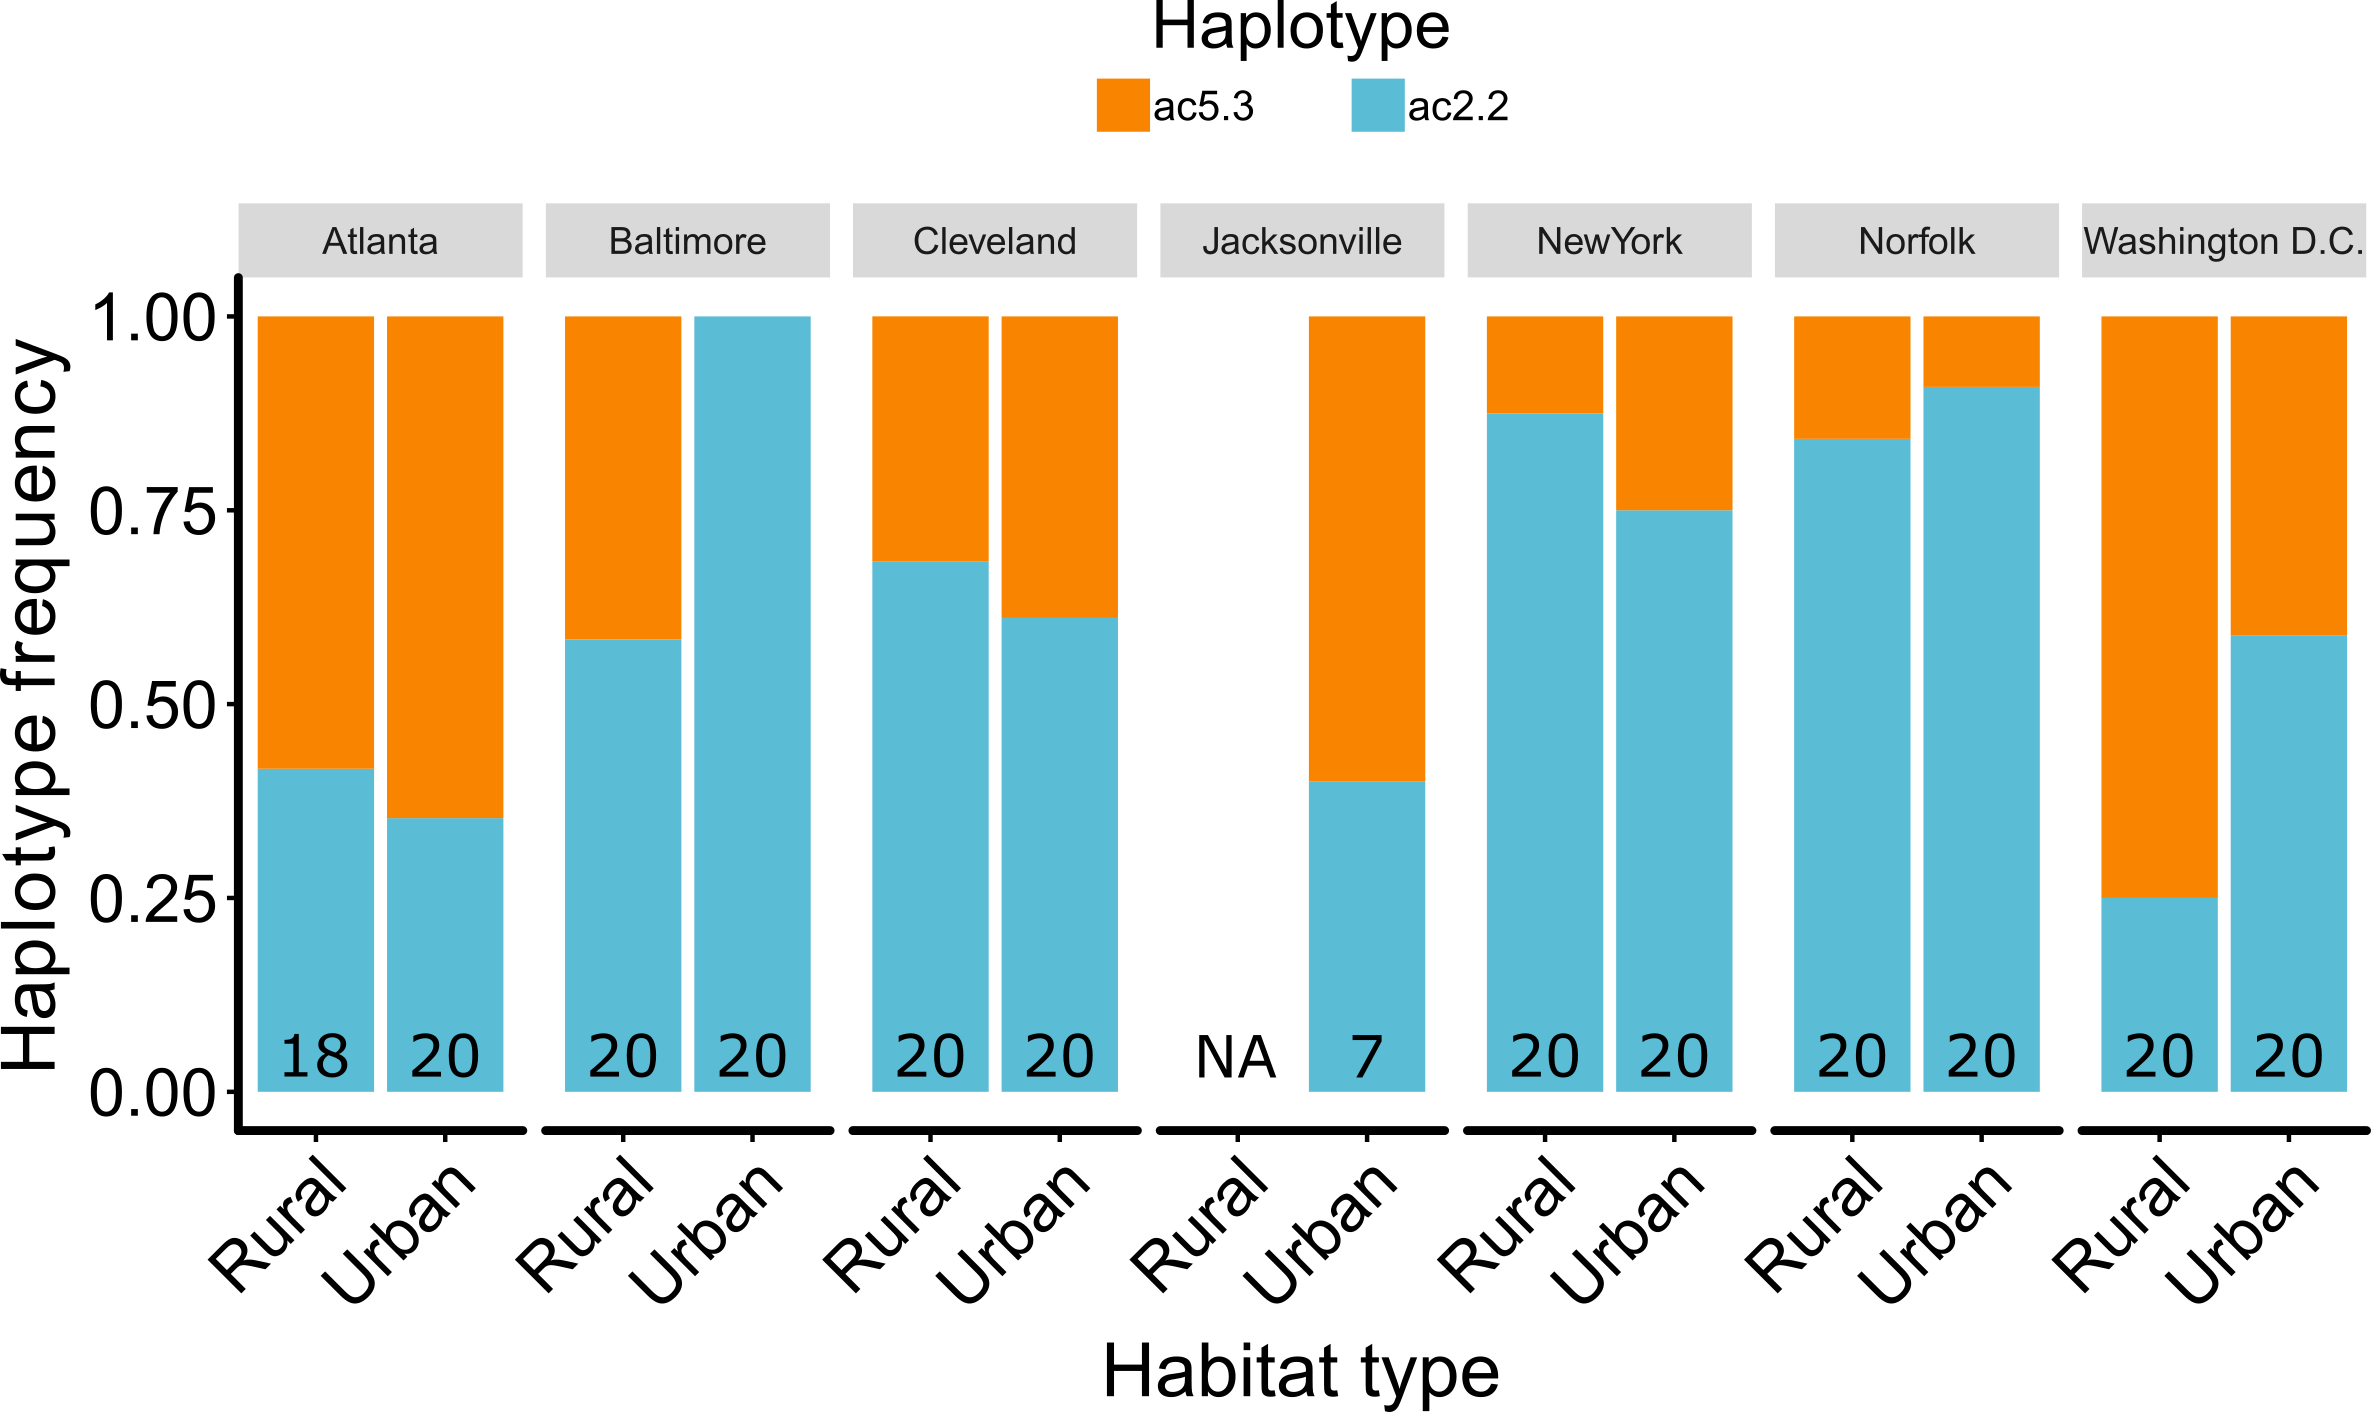 Haplotype
ac5.3 ac2.2
Atlanta Baltimore Cleveland Jacksonville NewYork Norfolk Washington D.C.
Haplotype frequency
1.00
0.75
0.50
0.25
0.00
18 20 20 20 20 20 NA 7 20 20 20 20 20 20
Rural Urban Rural Urban Rural Urban Rural Urban Rural Urban Rural Urban Rural Urban
Habitat type